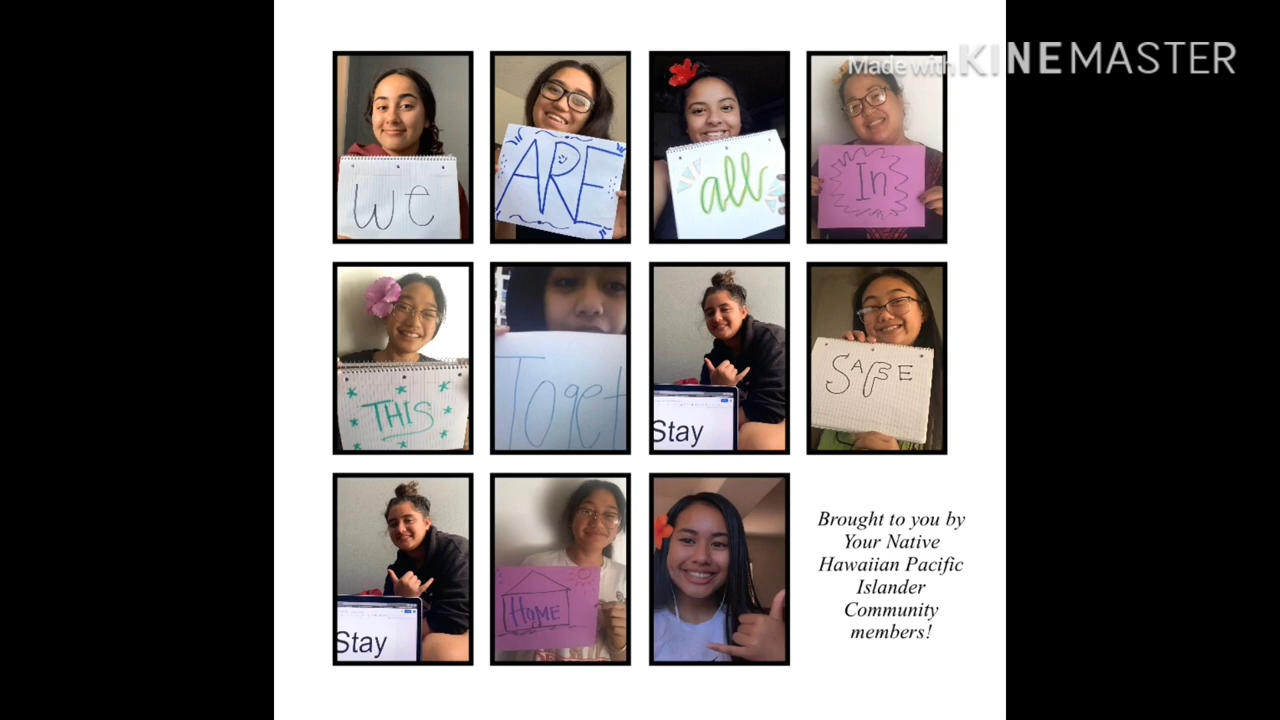 Made with KINEMASTER
We
ARE
all
In
THIS
Toget
Stay
SAFE
Stay
HOME
Brought to you by
Your Native
Hawaiian Pacific
Islander
Community
members!